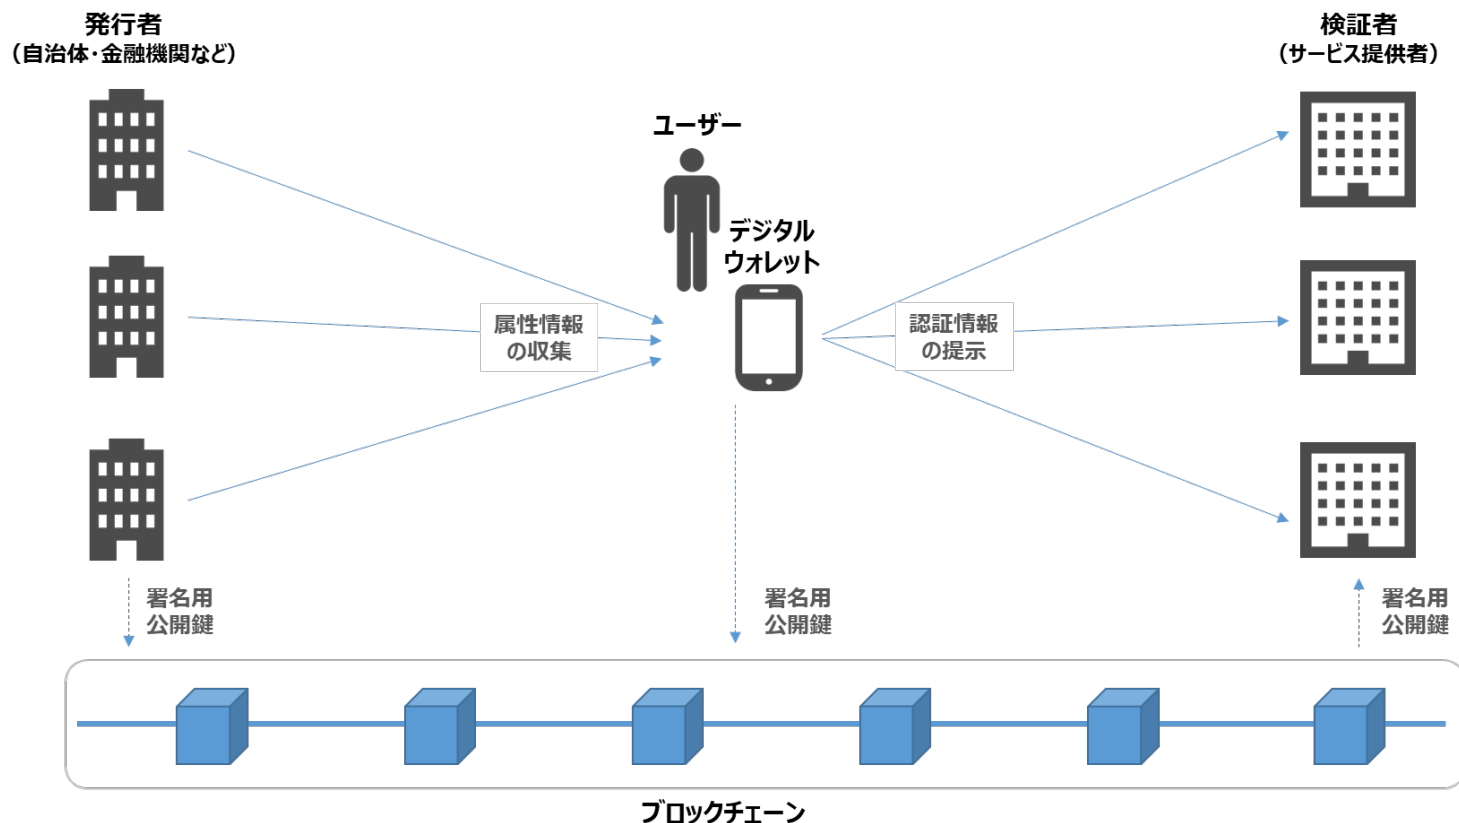 発行者
(自治体・金融機関など)
検証者
(サービス提供者)
ユーザー
デジタル
ウォレット
属性情報
の収集
認証情報
の提示
署名用
公開鍵
署名用
公開鍵
署名用
公開鍵
ブロックチェーン